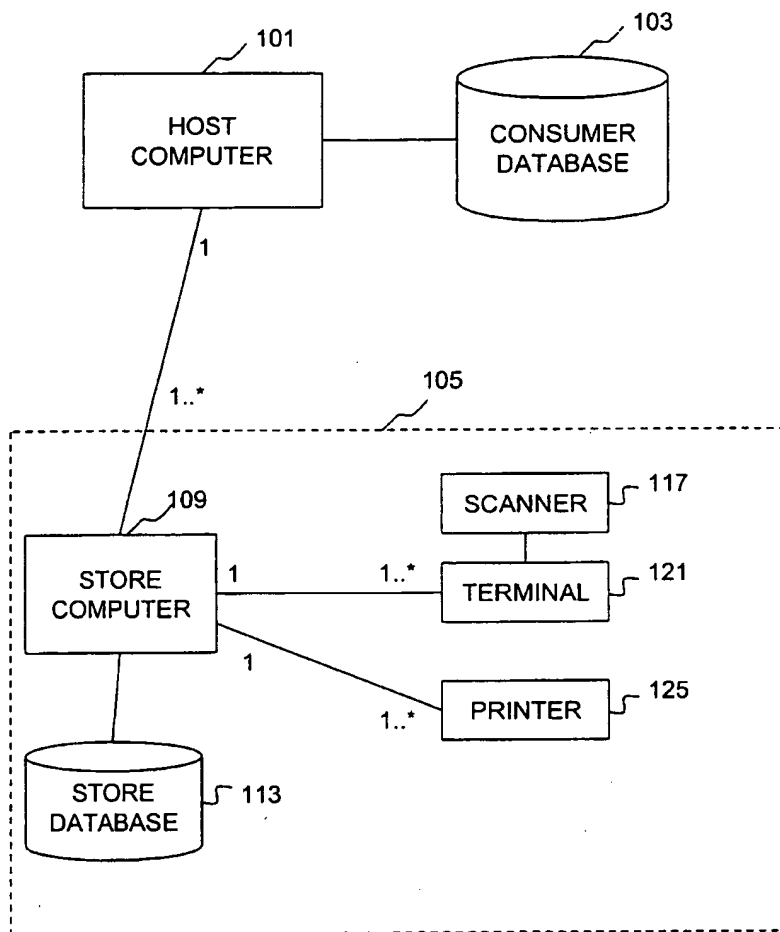 101
103
HOST
COMPUTER
CONSUMER
DATABASE
1
1..*
105
109
SCANNER
117
STORE
COMPUTER
1
1..*
TERMINAL
121
1
1..*
PRINTER
125
STORE
DATABASE
113